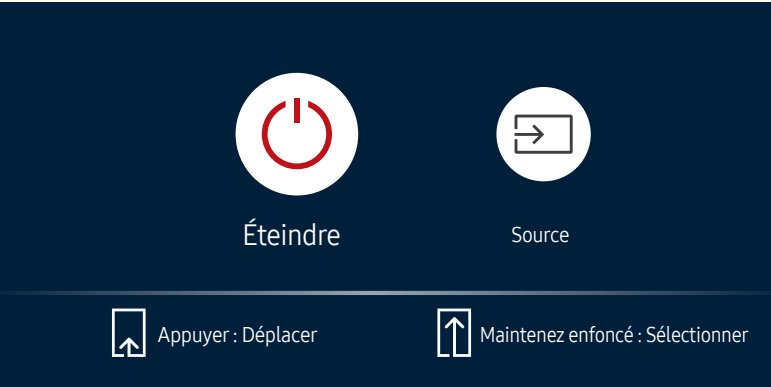 Éteindre
Source
Appuyer : Déplacer
Maintenez enfoncé : Sélectionner